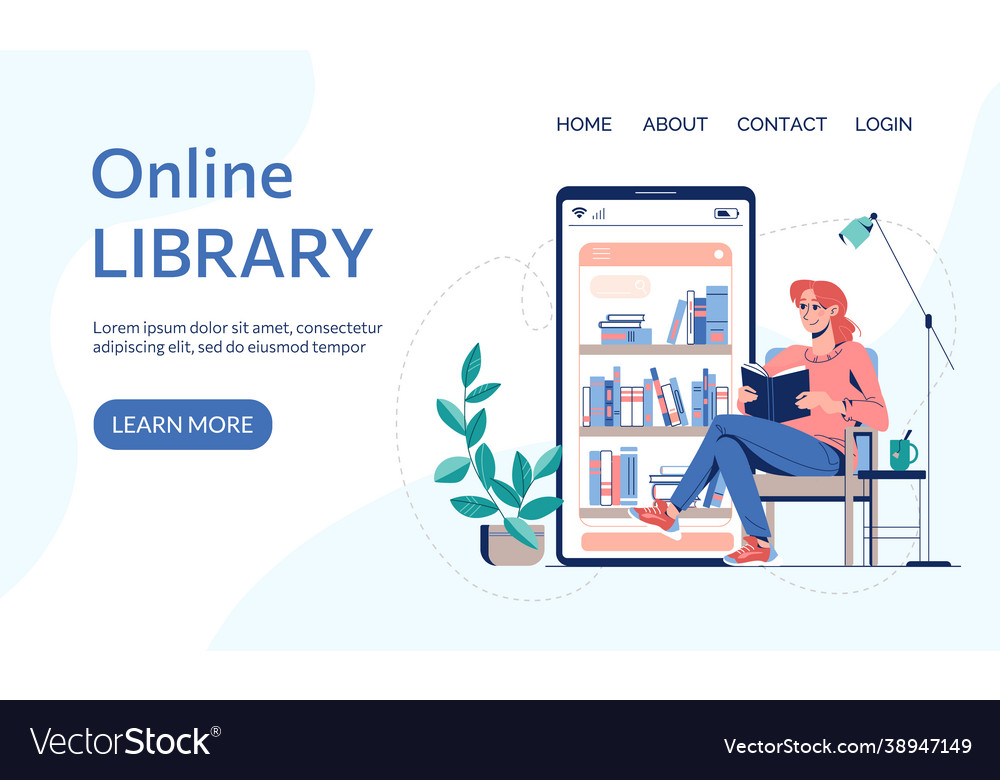 HOME ABOUT CONTACT LOGIN
Online
LIBRARY
Lorem ipsum dolor sit amet, consectetur
adipiscing elit, sed do eiusmod tempor
LEARN MORE
VectorStock®
VectorStock.com/38947149